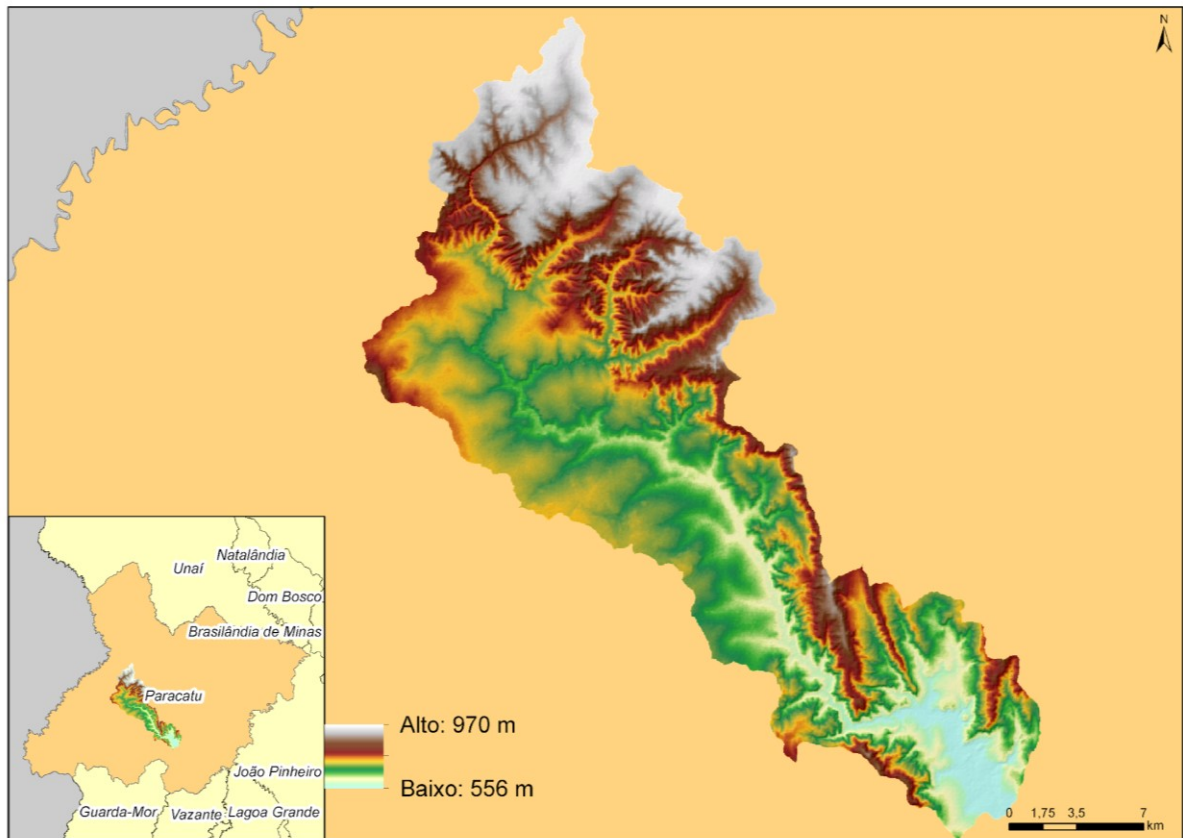 N
Natalândia
Unaí
Dom Bosco
Brasilândia de Minas
Paracatu
Alto: 970 m
João Pinheiro
Baixo: 556 m
Guarda-Mor
Vazante
Lagoa Grande
0 1,75 3,5 7
km